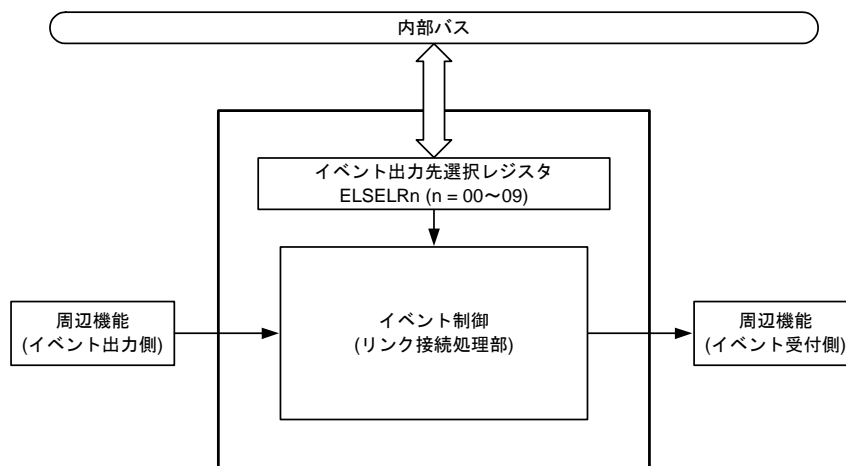 内部バス
イベント出力先選択レジスタ
ELSELRn (n = 00～09)
周辺機能
(イベント出力側)
イベント制御
(リンク接続処理部)
周辺機能
(イベント受付側)